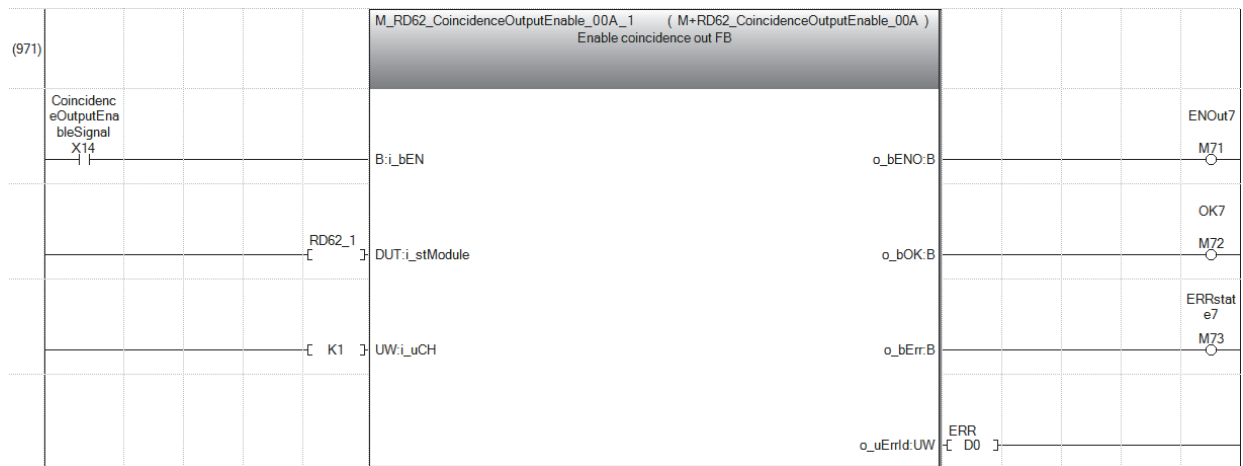 M_RD62_CoincidenceOutputEnable_00A_1 ( M+RD62_CoincidenceOutputEnable_00A )
Enable coincidence out FB
(971)
Coincidenc
eOutputEna
bleSignal
X14
B:i_bEN
o_bENO:B
ENOut7
M71
RD62_1
DUT:i_stModule
o_bOK:B
OK7
M72
K1
UW:i_uCH
o_bErr:B
ERRstat
e7
M73
o_uErrId:UW
ERR
D0